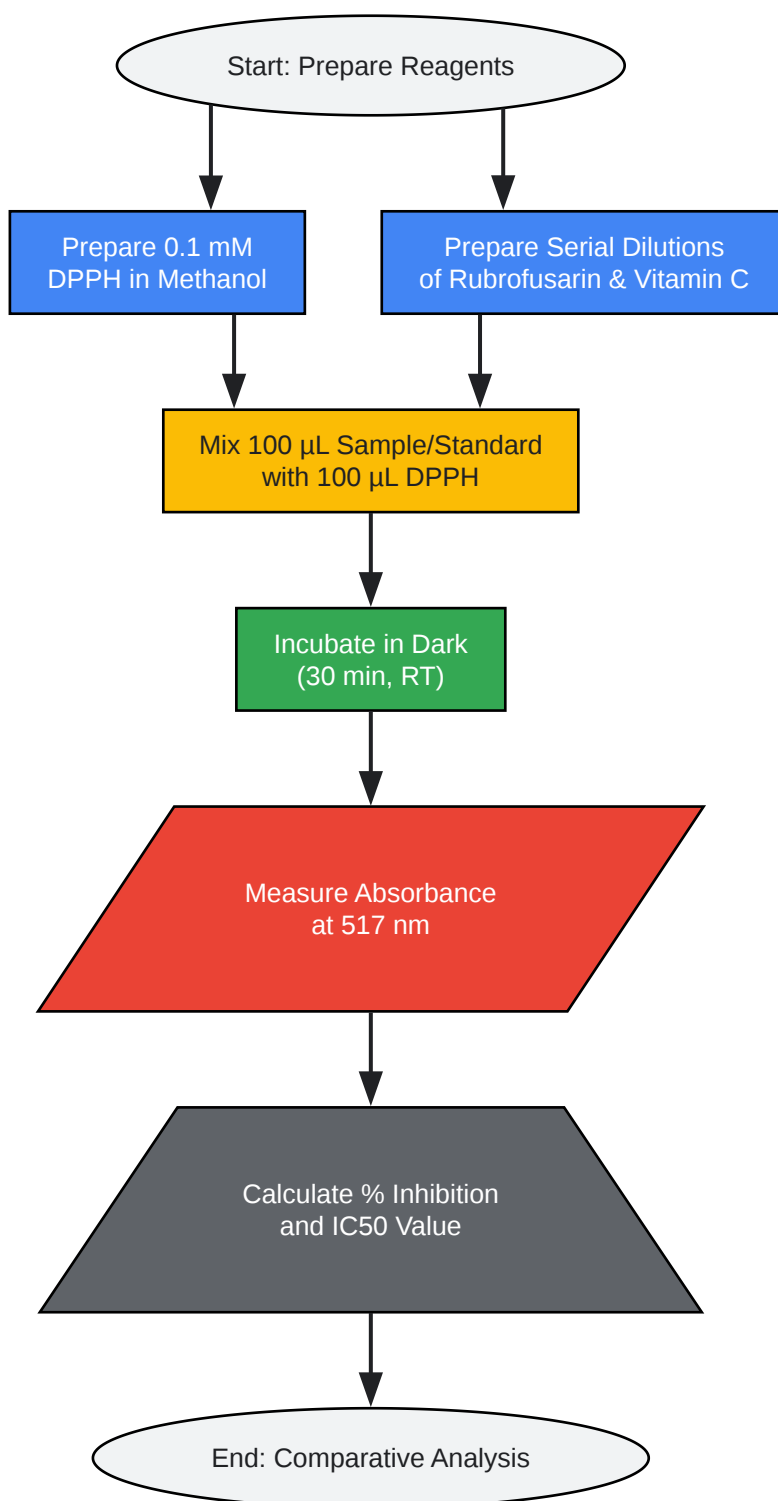 Start: Prepare Reagents
Prepare 0.1 mM
DPPH in Methanol
Prepare Serial Dilutions
of Rubrofusarin & Vitamin C
Mix 100 µL Sample/Standard
with 100 µL DPPH
Incubate in Dark
(30 min, RT)
Measure Absorbance
at 517 nm
Calculate % Inhibition
and IC50 Value
End: Comparative Analysis